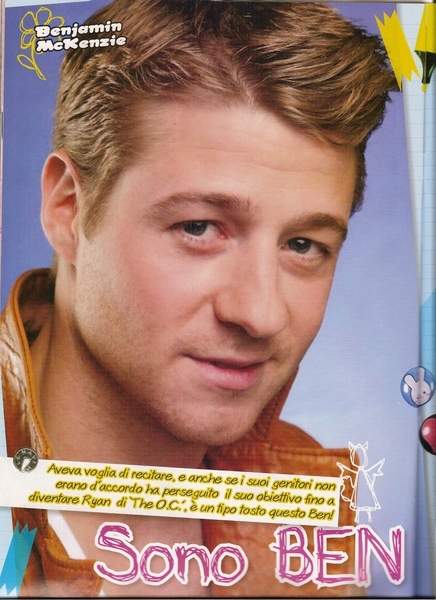 Benjamin
McKenzie
Aveva voglia di recitare, e anche se i suoi genitori non
erano d'accordo ha perseguito il suo obiettivo fino a
diventare Ryan di "The O.C.", è un tipo tosto questo Ben!
Sono BEN